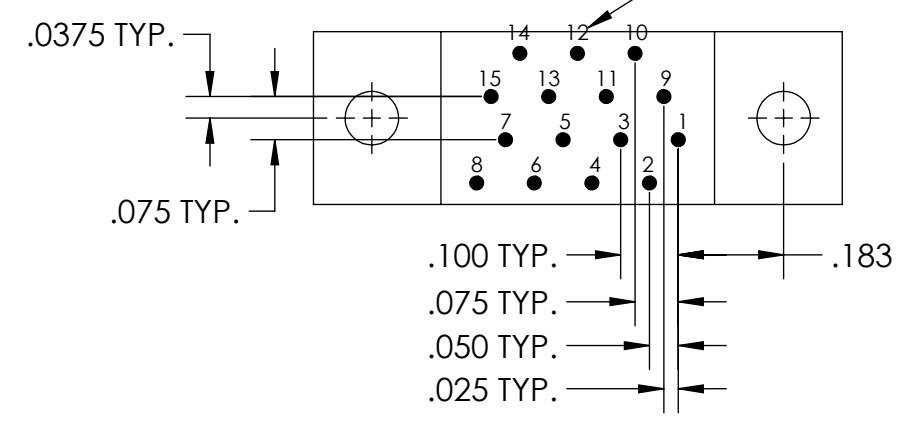 .0375 TYP.
14 12 10
15 13 11 9
7 5 3 1
8 6 4 2
.075 TYP.
.100 TYP. .183
.075 TYP.
.050 TYP.
.025 TYP.